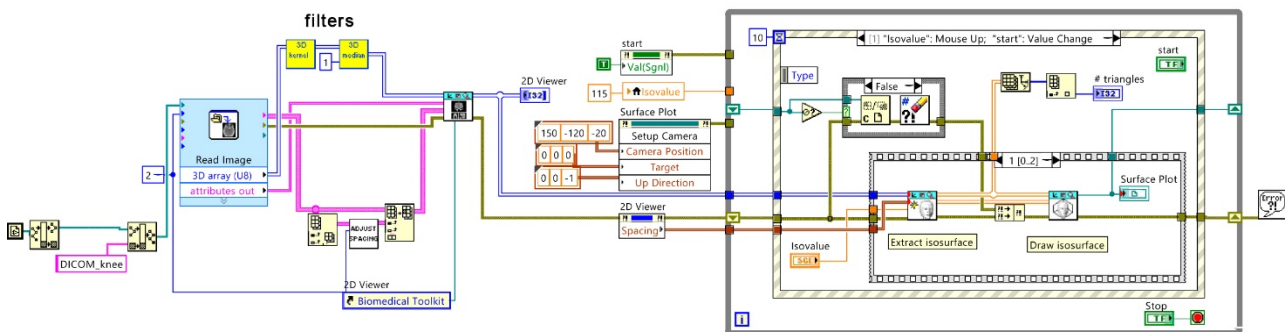 filters
3D
kernel
1
3D
median
Read Image
3D array (U8)
attributes out
2
DICOM_knee
ADJUST
SPACING
2D Viewer
Biomedical Toolkit
2D Viewer
I32
start
T
Val(Sgnl)
115
Isovalue
Surface Plot
Setup Camera
150 -120 -20
Camera Position
0 0 0
Target
0 0 -1
Up Direction
2D Viewer
Spacing
10
[1] "Isovalue": Mouse Up; "start": Value Change
Type
False
start
TF
# triangles
I32
1 [0..2]
Surface Plot
Isovalue
SGL
Extract isosurface
Draw isosurface
Stop
TF
i
Error
?!